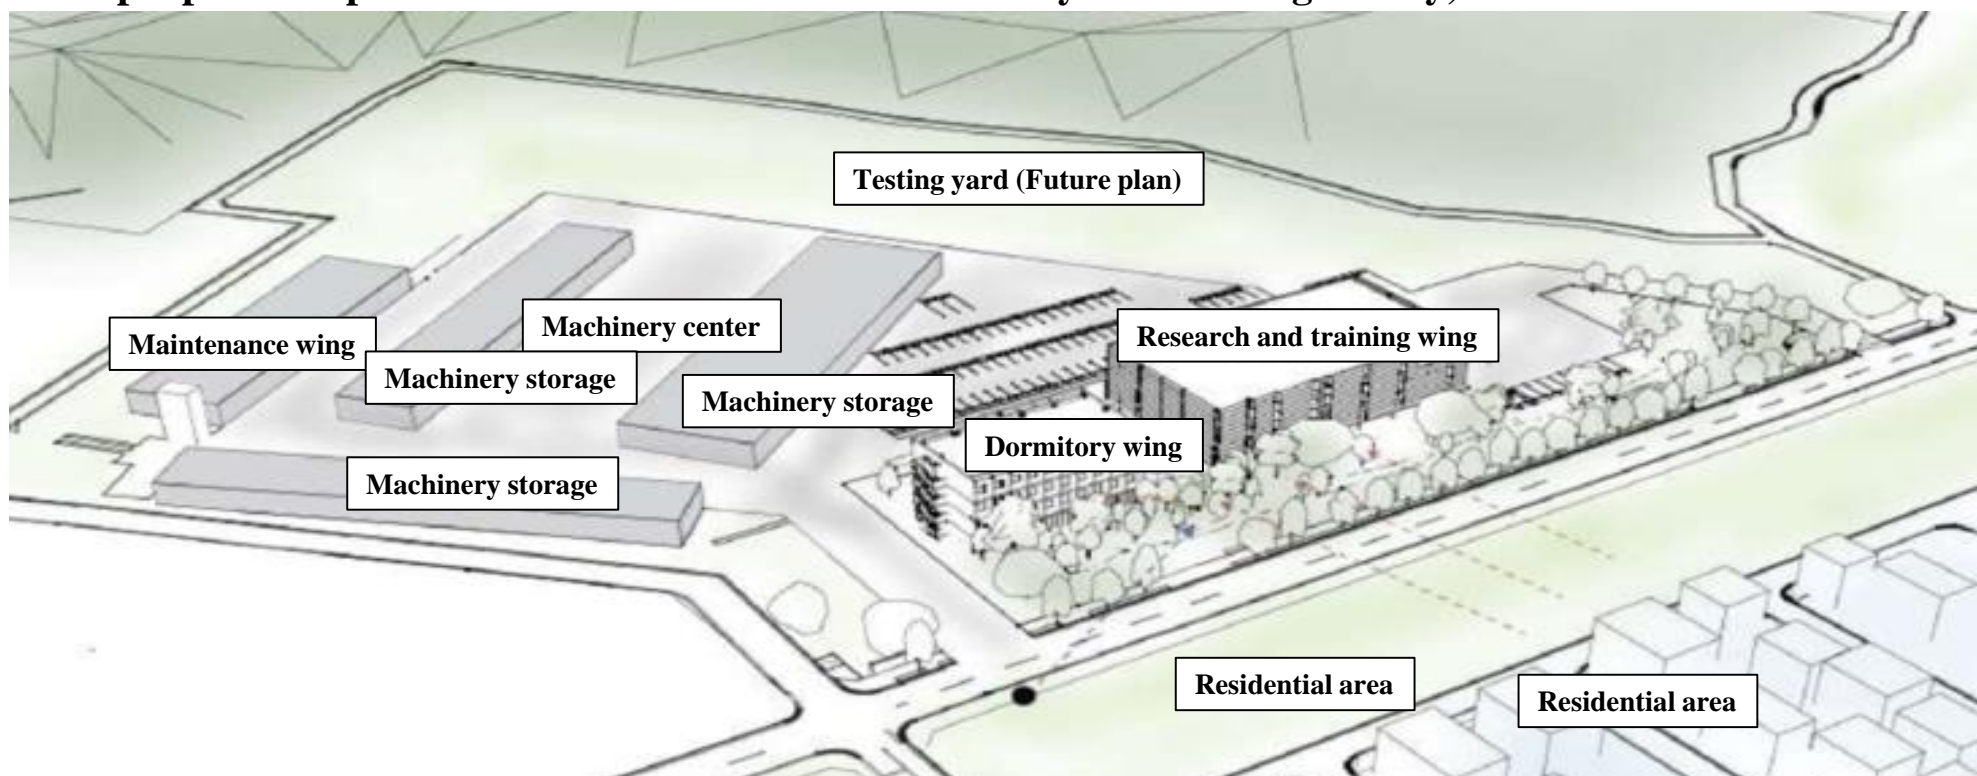 Testing yard (Future plan)
Machinery center
Maintenance wing
Research and training wing
Machinery storage
Machinery storage
Dormitory wing
Machinery storage
Residential area
Residential area